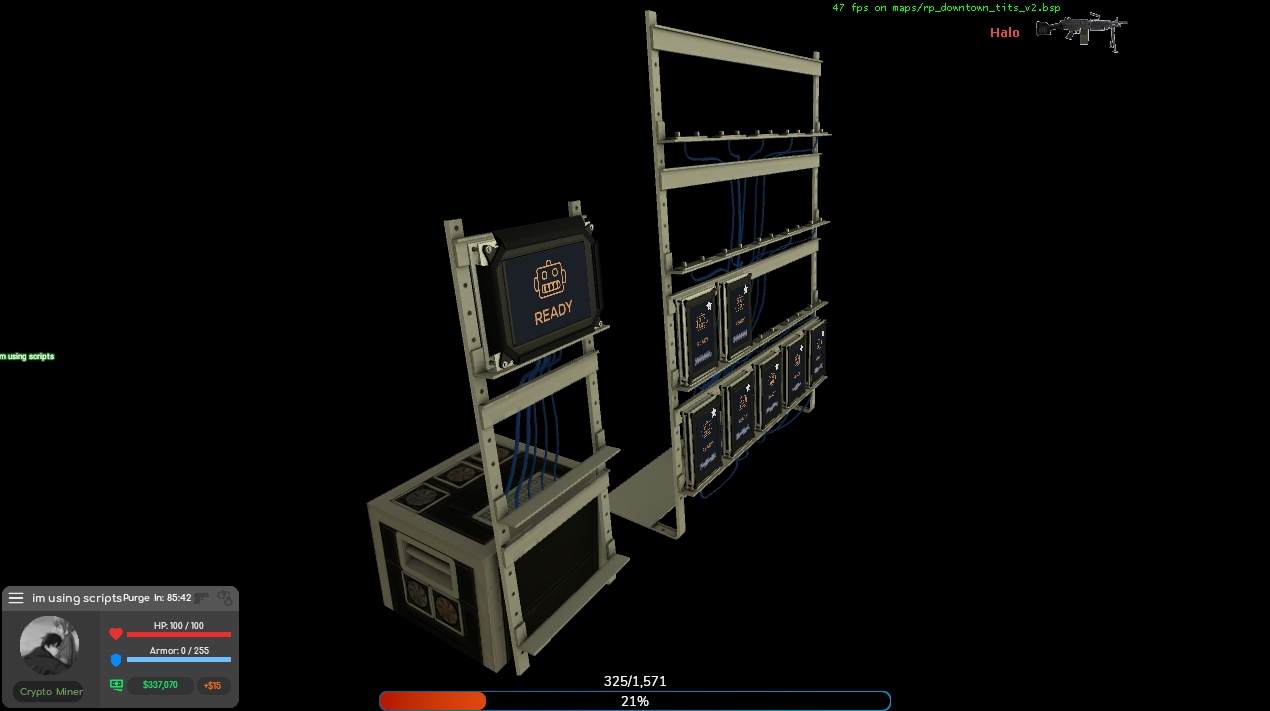 47 fps on maps/rp_downtown_tits_v2.bsp
Halo
READY
m using scripts
im using scripts
Purge In: 85:42
HP: 100 / 100
Armor: 0 / 255
$337,070
+$15
Crypto Miner
325/1,571
21%